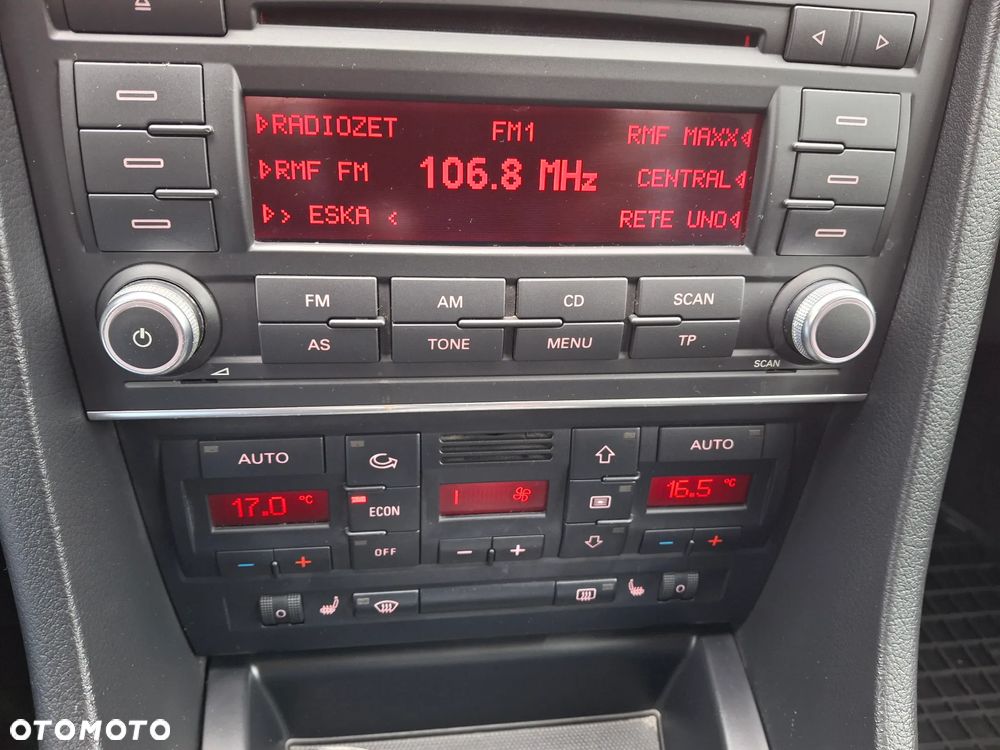 RADIOZET FM1 RMF MAXX
RMF FM 106.8 MHz CENTRAL
> ESKA < RETE UNO
FM AM CD SCAN
AS TONE MENU TP
SCAN
AUTO AUTO
17.0 °C ECON 1 16.5 °C
OFF - +
- + - +
OTOMOTO